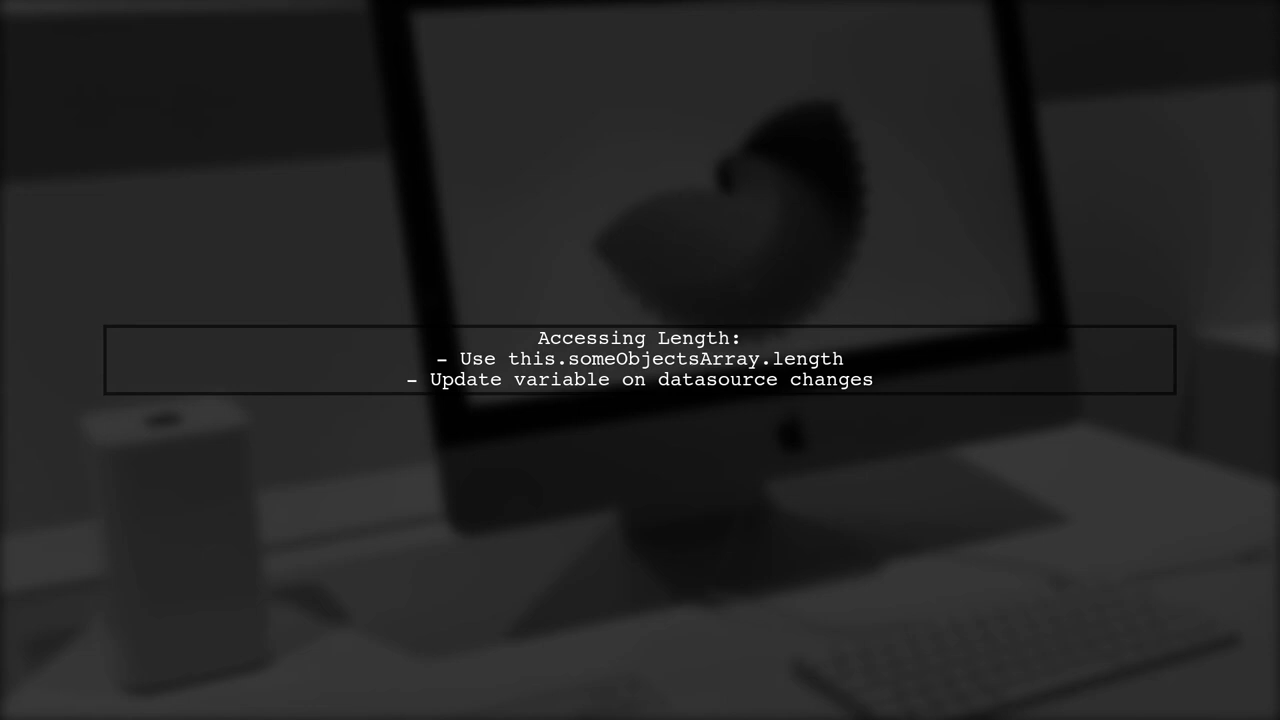 Accessing Length:
- Use this.someObjectsArray.length
- Update variable on datasource changes